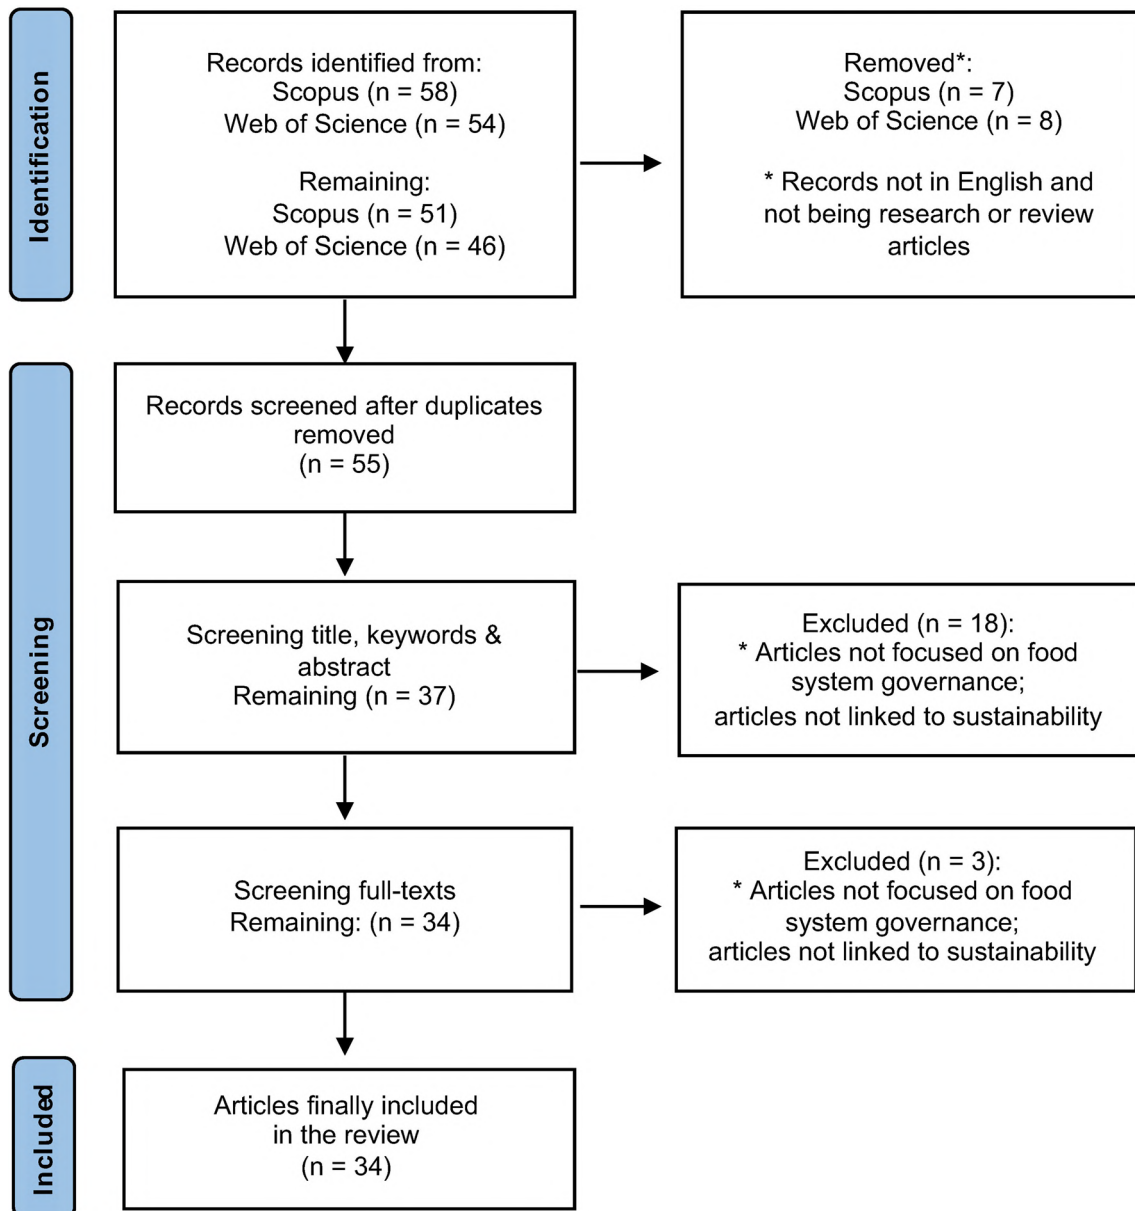 Identification
Records identified from:
Scopus (n = 58)
Web of Science (n = 54)
Remaining:
Scopus (n = 51)
Web of Science (n = 46)
Removed*:
Scopus (n = 7)
Web of Science (n = 8)
* Records not in English and
not being research or review
articles
Screening
Records screened after duplicates
removed
(n = 55)
Screening title, keywords &
abstract
Remaining (n = 37)
Excluded (n = 18):
* Articles not focused on food
system governance;
articles not linked to sustainability
Screening full-texts
Remaining: (n = 34)
Excluded (n = 3):
* Articles not focused on food
system governance;
articles not linked to sustainability
Included
Articles finally included
in the review
(n = 34)